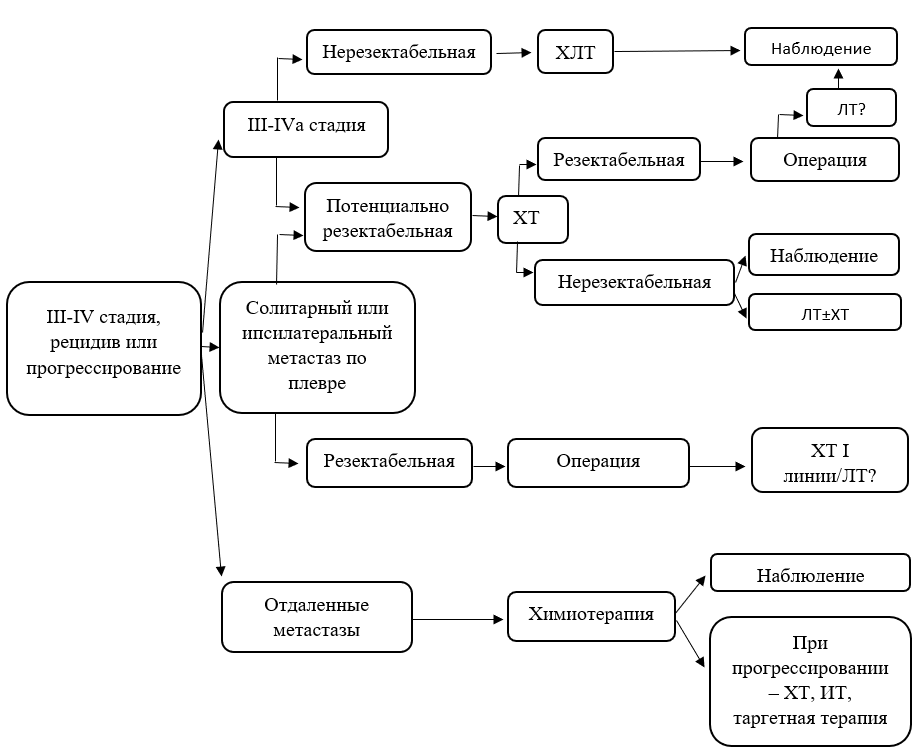 Нерезектабельная
ХЛТ
Наблюдение
ЛТ?
III-IVa стадия
Резектабельная
Операция
Потенциально
резектабельная
ХТ
Наблюдение
Нерезектабельная
ЛТ±ХТ
III-IV стадия,
рецидив или
прогрессирование
Солитарный или
ипсилатеральный
метастаз по
плевре
Резектабельная
Операция
ХТ I
линии/ЛТ?
Отдаленные
метастазы
Химиотерапия
Наблюдение
При
прогрессировании
– ХТ, ИТ,
таргетная терапия